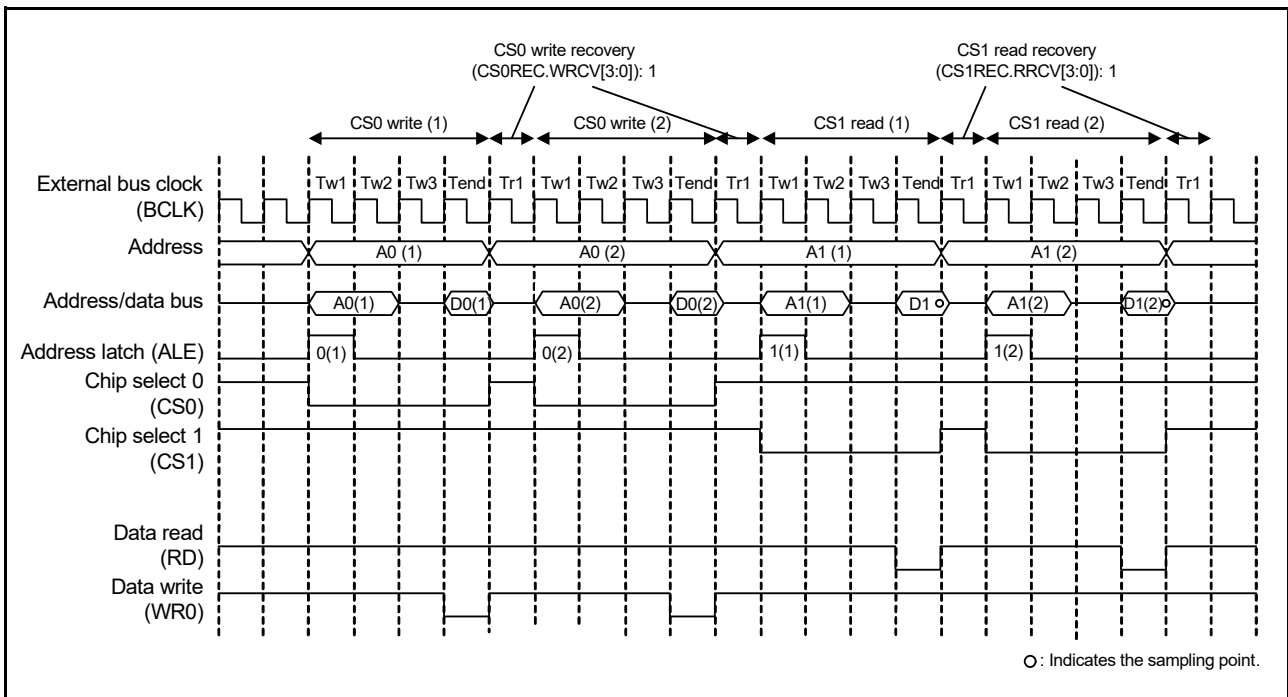 CS0 write recovery
(CS0REC.WRCV[3:0]): 1
CS1 read recovery
(CS1REC.RRCV[3:0]): 1
CS0 write (1)
CS0 write (2)
CS1 read (1)
CS1 read (2)
External bus clock
(BCLK)
Tw1 Tw2 Tw3 Tend Tr1 Tw1 Tw2 Tw3 Tend Tr1 Tw1 Tw2 Tw3 Tend Tr1 Tw1 Tw2 Tw3 Tend Tr1
Address
A0 (1) A0 (2) A1 (1) A1 (2)
Address/data bus
A0(1) D0(1) A0(2) D0(2) A1(1) D1 A1(2) D1(2)
Address latch (ALE)
0(1) 0(2) 1(1) 1(2)
Chip select 0
(CS0)
Chip select 1
(CS1)
Data read
(RD)
Data write
(WR0)
: Indicates the sampling point.